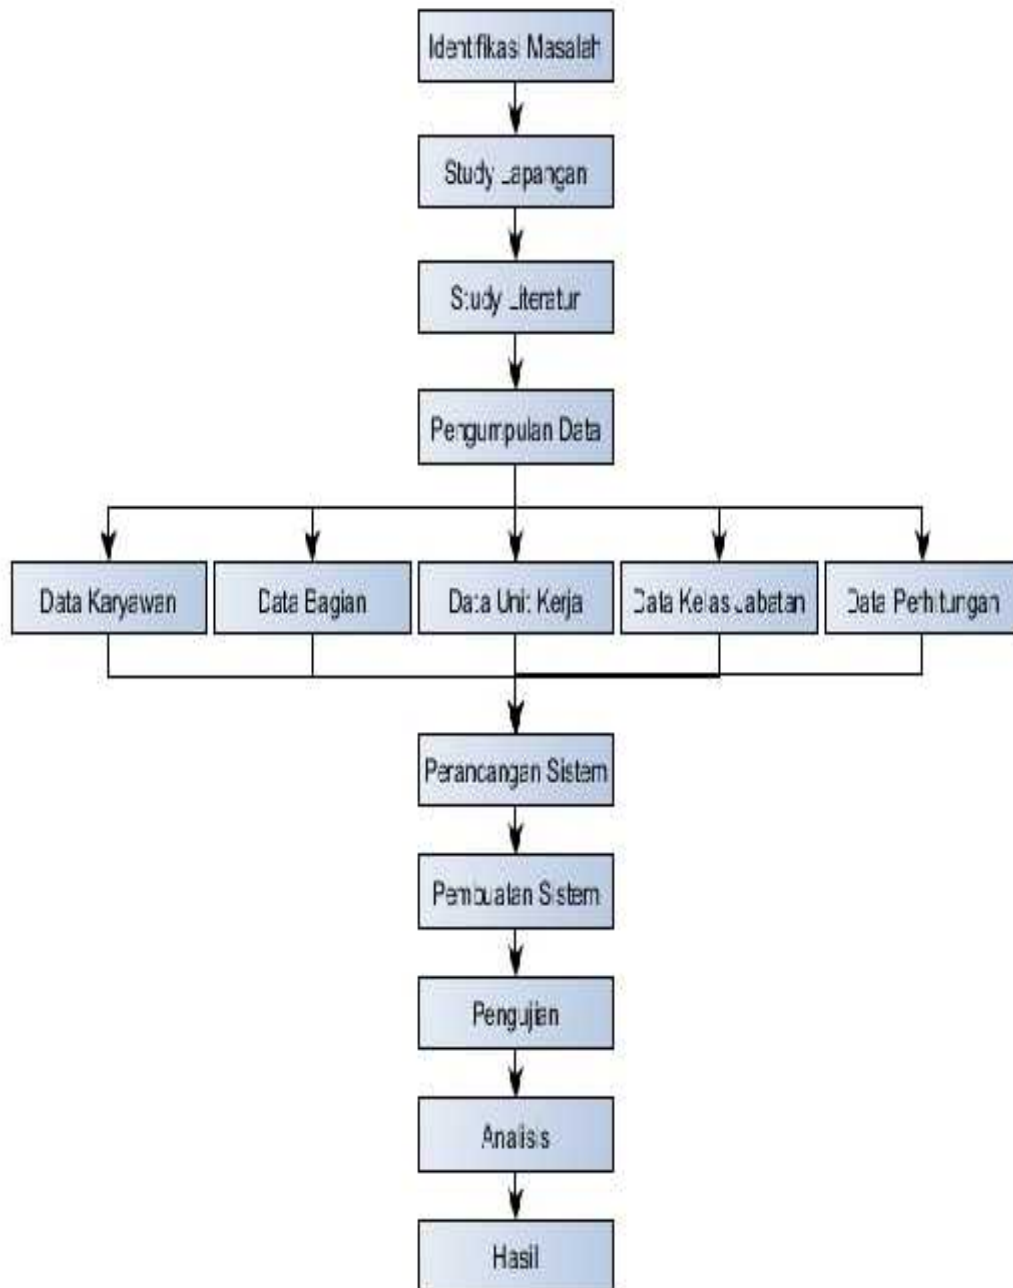 Identifikasi Masalah
Study Lapangan
Study Literatur
Pengumpulan Data
Data Karyawan
Data Bagian
Data Unit Kerja
Data Kelas Jabatan
Data Perhitungan
Perancangan Sistem
Pembuatan Sistem
Pengujian
Analisis
Hasil